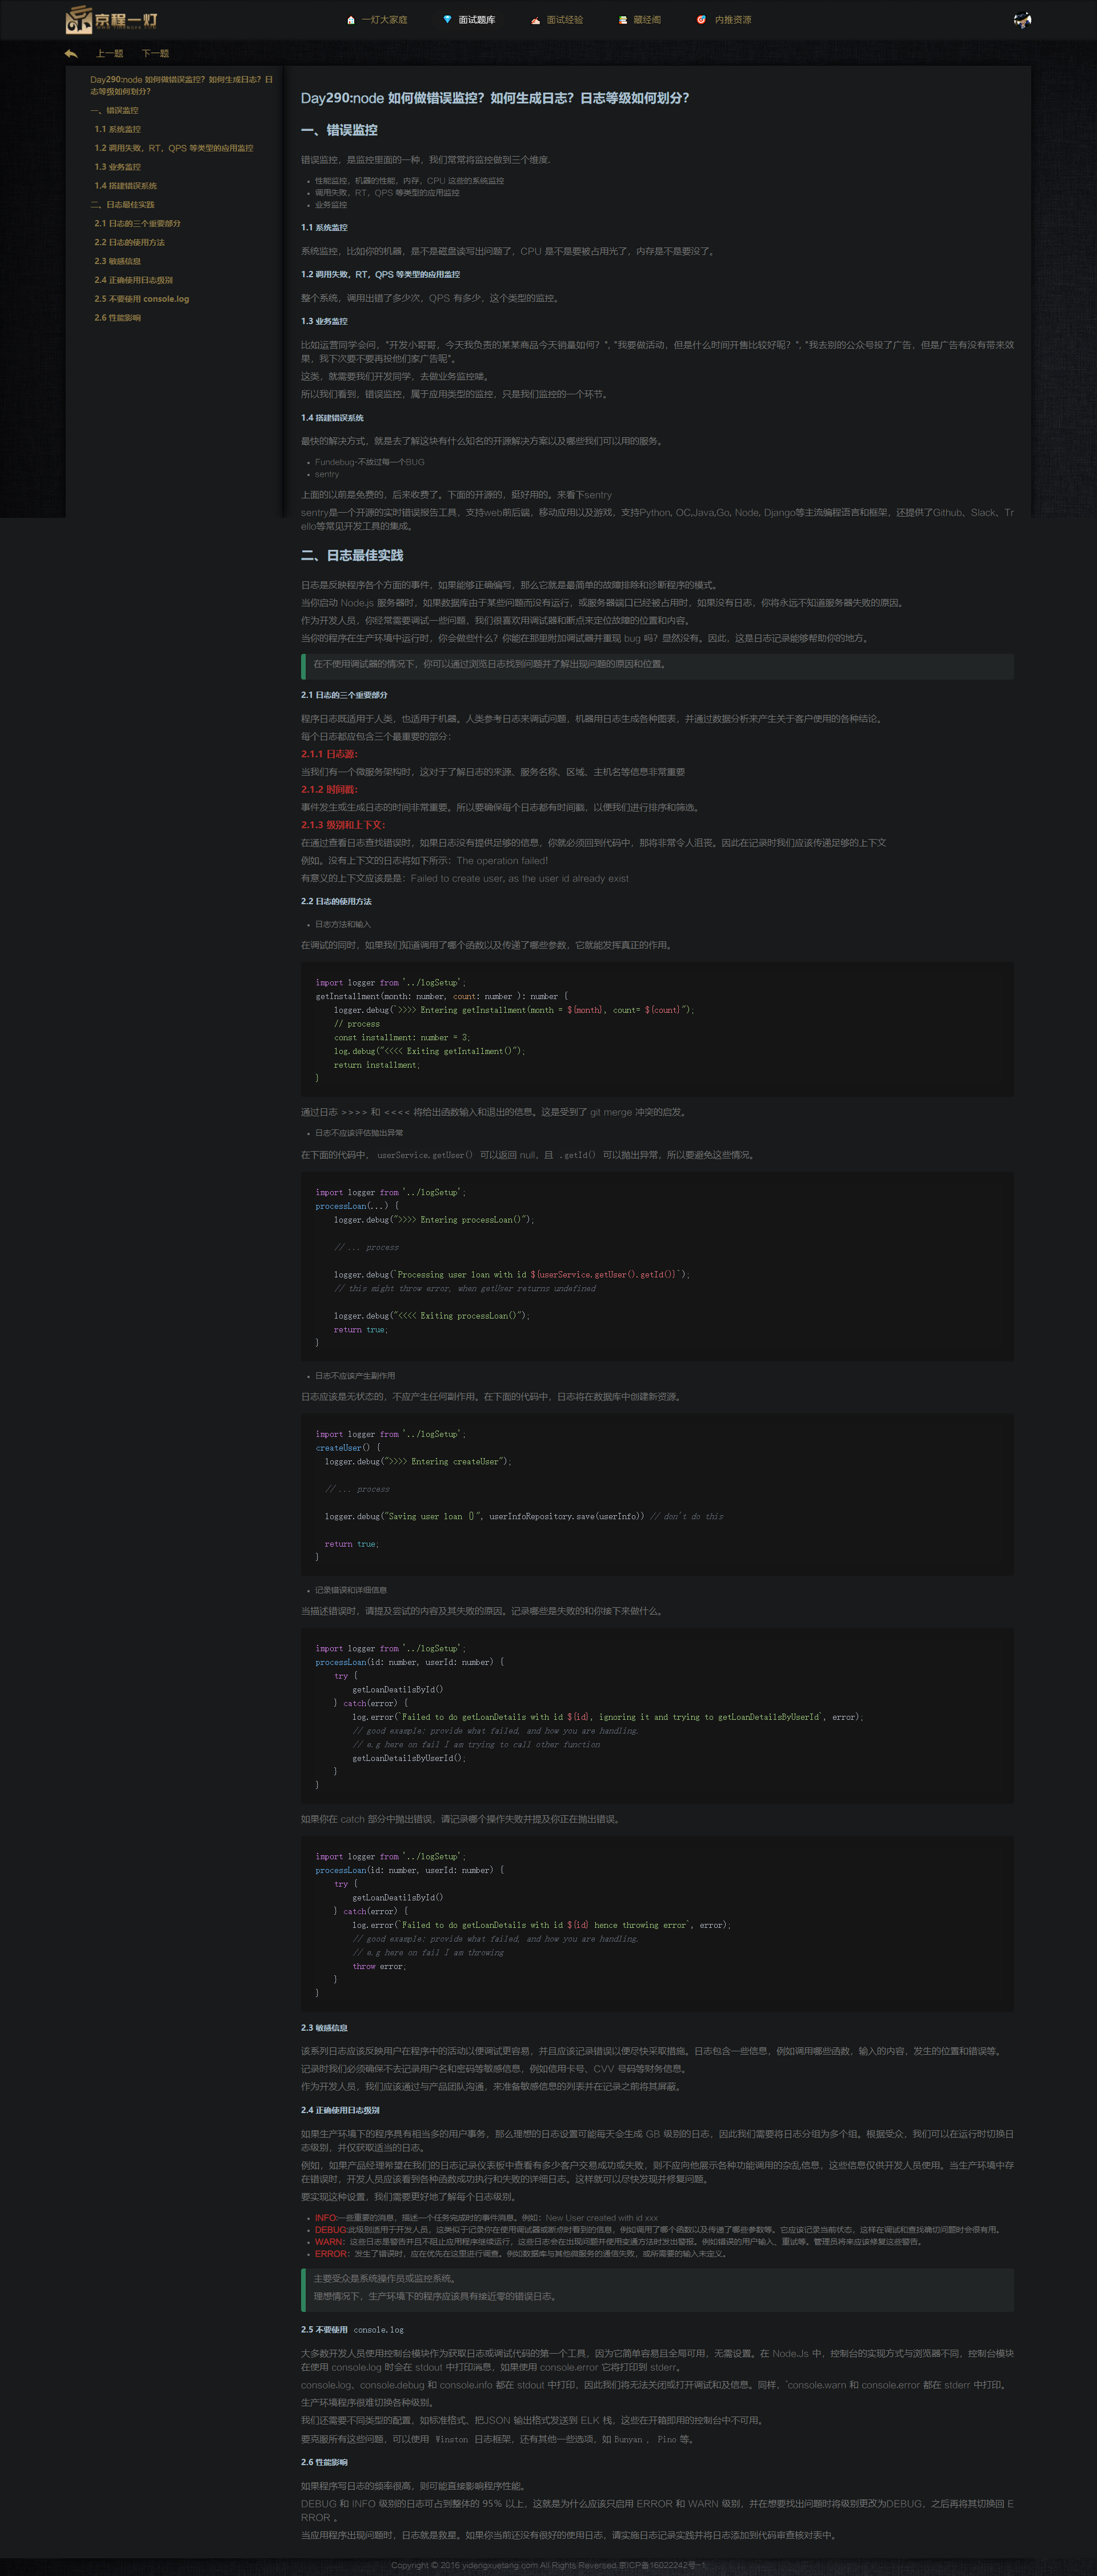 京程一灯
一灯大家庭
面试题库
面试经验
藏经阁
内推资源
上一题
下一题
Day290:node 如何做错误监控？如何生成日志？日
志等级如何划分？
一、错误监控
1.1 系统监控
1.2 调用失败，RT，QPS 等类型的应用监控
1.3 业务监控
1.4 搭建错误系统
二、日志最佳实践
2.1 日志的三个重要部分
2.2 日志的使用方法
2.3 敏感信息
2.4 正确使用日志级别
2.5 不要使用 console.log
2.6 性能影响
Day290:node 如何做错误监控？如何生成日志？日志等级如何划分？
一、错误监控
错误监控，是监控里面的一种，我们常常将监控做到三个维度.
性能监控，机器的性能，内存，CPU 这些的系统监控
调用失败，RT，QPS 等类型的应用监控
业务监控
1.1 系统监控
系统监控，比如你的机器，是不是磁盘读写出问题了，CPU 是不是要被占用光了，内存是不是要没了。
1.2 调用失败，RT，QPS 等类型的应用监控
整个系统，调用出错了多少次，QPS 有多少，这个类型的监控。
1.3 业务监控
比如运营同学会问，"开发小哥哥，今天我负责的某某商品今天销量如何？", "我要做活动，但是什么时间开售比较好呢？", "我去别的公众号投了广告，但是广告有没有带来效
果，我下次要不要再投他们家广告呢"。
这类，就需要我们开发同学，去做业务监控喽。
所以我们看到，错误监控，属于应用类型的监控，只是我们监控的一个环节。
1.4 搭建错误系统
最快的解决方式，就是去了解这块有什么知名的开源解决方案以及哪些我们可以用的服务。
Fundebug-不放过每一个BUG
sentry
上面的以前是免费的，后来收费了。下面的开源的，挺好用的。来看下sentry
sentry是一个开源的实时错误报告工具，支持web前后端，移动应用以及游戏，支持Python, OC,Java,Go, Node, Django等主流编程语言和框架，还提供了Github、Slack、Tr
ello等常见开发工具的集成。
二、日志最佳实践
日志是反映程序各个方面的事件，如果能够正确编写，那么它就是最简单的故障排除和诊断程序的模式。
当你启动 Node.js 服务器时，如果数据库由于某些问题而没有运行，或服务器端口已经被占用时，如果没有日志，你将永远不知道服务器失败的原因。
作为开发人员，你经常需要调试一些问题，我们很喜欢用调试器和断点来定位故障的位置和内容。
当你的程序在生产环境中运行时，你会做些什么？你能在那里附加调试器并重现 bug 吗？显然没有。因此，这是日志记录能够帮助你的地方。
在不使用调试器的情况下，你可以通过浏览日志找到问题并了解出现问题的原因和位置。
2.1 日志的三个重要部分
程序日志既适用于人类，也适用于机器。人类参考日志来调试问题，机器用日志生成各种图表，并通过数据分析来产生关于客户使用的各种结论。
每个日志都应包含三个最重要的部分：
2.1.1 日志源：
当我们有一个微服务架构时，这对于了解日志的来源、服务名称、区域、主机名等信息非常重要
2.1.2 时间戳：
事件发生或生成日志的时间非常重要。所以要确保每个日志都有时间戳，以便我们进行排序和筛选。
2.1.3 级别和上下文：
在通过查看日志查找错误时，如果日志没有提供足够的信息，你就必须回到代码中，那将非常令人沮丧。因此在记录时我们应该传递足够的上下文
例如。没有上下文的日志将如下所示：The operation failed!
有意义的上下文应该是是：Failed to create user, as the user id already exist
2.2 日志的使用方法
日志方法和输入
在调试的同时，如果我们知道调用了哪个函数以及传递了哪些参数，它就能发挥真正的作用。
import logger from '../logSetup';
getInstallment(month: number, count: number ): number {
logger.debug(`>>>> Entering getInstallment(month = ${month}, count= ${count}");
// process
const installment: number = 3;
log.debug("<<<< Exiting getIntallment()");
return installment;
}
通过日志 >>>> 和 <<<< 将给出函数输入和退出的信息。这是受到了 git merge 冲突的启发。
日志不应该评估抛出异常
在下面的代码中， userService.getUser() 可以返回 null，且 .getId() 可以抛出异常，所以要避免这些情况。
import logger from '../logSetup';
processLoan(...) {
logger.debug(">>>> Entering processLoan()");
// ... process
logger.debug(`Processing user loan with id ${userService.getUser().getId()}`);
// this might throw error, when getUser returns undefined
logger.debug("<<<< Exiting processLoan()");
return true;
}
日志不应该产生副作用
日志应该是无状态的，不应产生任何副作用。在下面的代码中，日志将在数据库中创建新资源。
import logger from '../logSetup';
createUser() {
logger.debug(">>>> Entering createUser");
// ... process
logger.debug("Saving user loan {}", userInfoRepository.save(userInfo)) // don't do this
return true;
}
记录错误和详细信息
当描述错误时，请提及尝试的内容及其失败的原因。记录哪些是失败的和你接下来做什么。
import logger from '../logSetup';
processLoan(id: number, userId: number) {
try {
getLoanDeatilsById()
} catch(error) {
log.error(`Failed to do getLoanDetails with id ${id}, ignoring it and trying to getLoanDetailsByUserId`, error);
// good example: provide what failed, and how you are handling.
// e.g here on fail I am trying to call other function
getLoanDetailsByUserId();
}
}
如果你在 catch 部分中抛出错误，请记录哪个操作失败并提及你正在抛出错误。
import logger from '../logSetup';
processLoan(id: number, userId: number) {
try {
getLoanDeatilsById()
} catch(error) {
log.error(`Failed to do getLoanDetails with id ${id} hence throwing error`, error);
// good example: provide what failed, and how you are handling.
// e.g here on fail I am throwing
throw error;
}
}
2.3 敏感信息
该系列日志应该反映用户在程序中的活动以便调试更容易，并且应该记录错误以便尽快采取措施。日志包含一些信息，例如调用哪些函数，输入的内容，发生的位置和错误等。
记录时我们必须确保不去记录用户名和密码等敏感信息，例如信用卡号、CVV 号码等财务信息。
作为开发人员，我们应该通过与产品团队沟通，来准备敏感信息的列表并在记录之前将其屏蔽。
2.4 正确使用日志级别
如果生产环境下的程序具有相当多的用户事务，那么理想的日志设置可能每天会生成 GB 级别的日志，因此我们需要将日志分组为多个组。根据受众，我们可以在运行时切换日
志级别，并仅获取适当的日志。
例如，如果产品经理希望在我们的日志记录仪表板中查看有多少客户交易成功或失败，则不应向他展示各种功能调用的杂乱信息，这些信息仅供开发人员使用。当生产环境中存
在错误时，开发人员应该看到各种函数成功执行和失败的详细日志。这样就可以尽快发现并修复问题。
要实现这种设置，我们需要更好地了解每个日志级别。
INFO:一些重要的消息，描述一个任务完成时的事件消息。例如：New User created with id xxx
DEBUG:此级别适用于开发人员，这类似于记录你在使用调试器或断点时看到的信息，例如调用了哪个函数以及传递了哪些参数等。它应该记录当前状态，这样在调试和查找确切问题时会很有用。
WARN：这些日志是警告并且不阻止应用程序继续运行，这些日志会在出现问题并使用变通方法时发出警报。例如错误的用户输入、重试等。管理员将来应该修复这些警告。
ERROR：发生了错误时，应在优先在这里进行调查。例如数据库与其他微服务的通信失败，或所需要的输入未定义。
主要受众是系统操作员或监控系统。
理想情况下，生产环境下的程序应该具有接近零的错误日志。
2.5 不要使用 console.log
大多数开发人员使用控制台模块作为获取日志或调试代码的第一个工具，因为它简单容易且全局可用，无需设置。在 Node.Js 中，控制台的实现方式与浏览器不同，控制台模块
在使用 console.log 时会在 stdout 中打印消息，如果使用 console.error 它将打印到 stderr。
console.log、console.debug 和 console.info 都在 stdout 中打印，因此我们将无法关闭或打开调试和及信息。同样，`console.warn 和 console.error 都在 stderr 中打印。
生产环境程序很难切换各种级别。
我们还需要不同类型的配置，如标准格式、把JSON 输出格式发送到 ELK 栈，这些在开箱即用的控制台中不可用。
要克服所有这些问题，可以使用 Winston 日志框架，还有其他一些选项，如 Bunyan ， Pino 等。
2.6 性能影响
如果程序写日志的频率很高，则可能直接影响程序性能。
DEBUG 和 INFO 级别的日志可占到整体的 95% 以上，这就是为什么应该只启用 ERROR 和 WARN 级别，并在想要找出问题时将级别更改为DEBUG，之后再将其切换回 E
RROR 。
当应用程序出现问题时，日志就是救星。如果你当前还没有很好的使用日志，请实施日志记录实践并将日志添加到代码审查核对表中。
Copyright © 2016 yidengxuetang.com All Rights Reversed.京ICP备16022242号-1